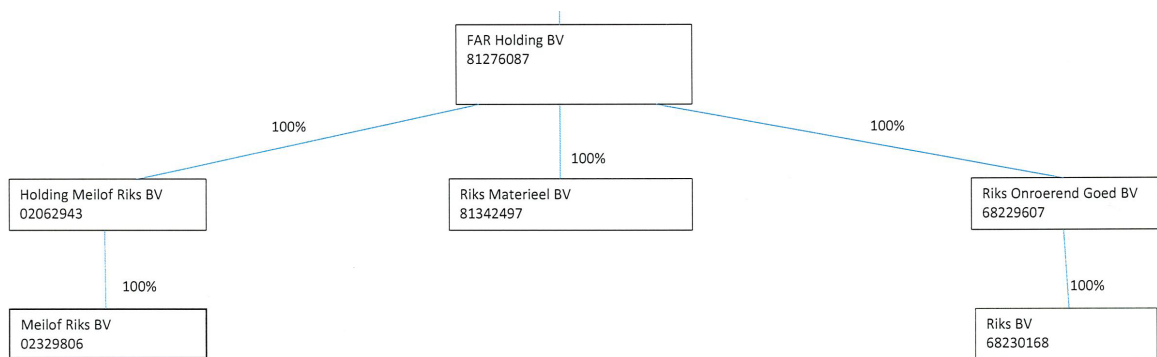 FAR Holding BV
81276087
100%
100%
100%
Holding Meilof Riks BV
02062943
Riks Materieel BV
81342497
Riks Onroerend Goed BV
68229607
100%
100%
Meilof Riks BV
02329806
Riks BV
68230168